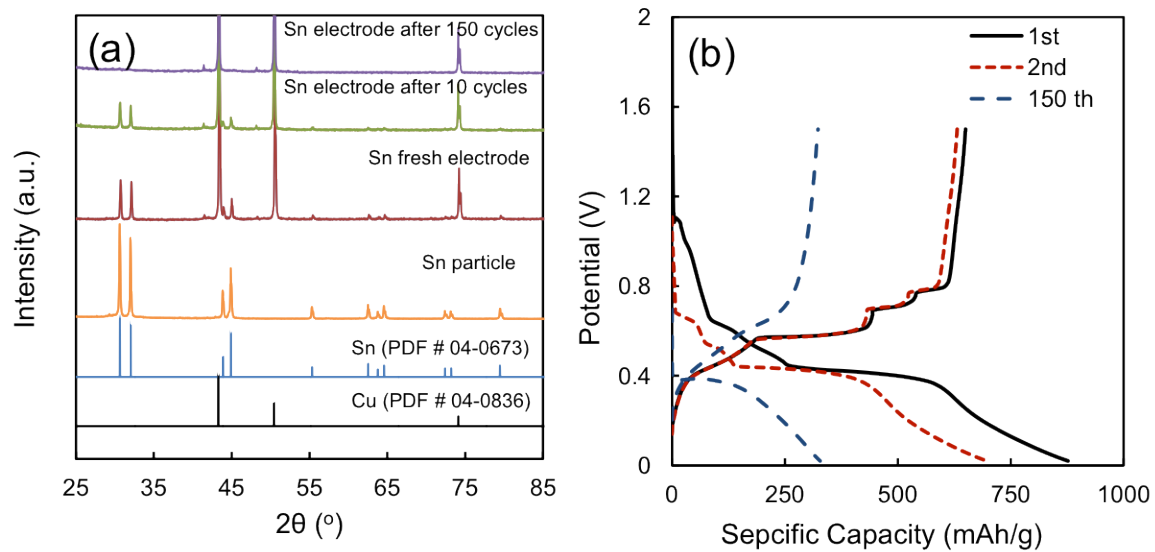 (a)
Sn electrode after 150 cycles
Sn electrode after 10 cycles
Sn fresh electrode
Sn particle
Sn (PDF # 04-0673)
Cu (PDF # 04-0836)
Intensity (a.u.)
25 35 45 55 65 75 85
2θ (º)
(b)
1st
2nd
150 th
2
1.6
1.2
0.8
0.4
0
Potential (V)
0 250 500 750 1000
Sepcific Capacity (mAh/g)